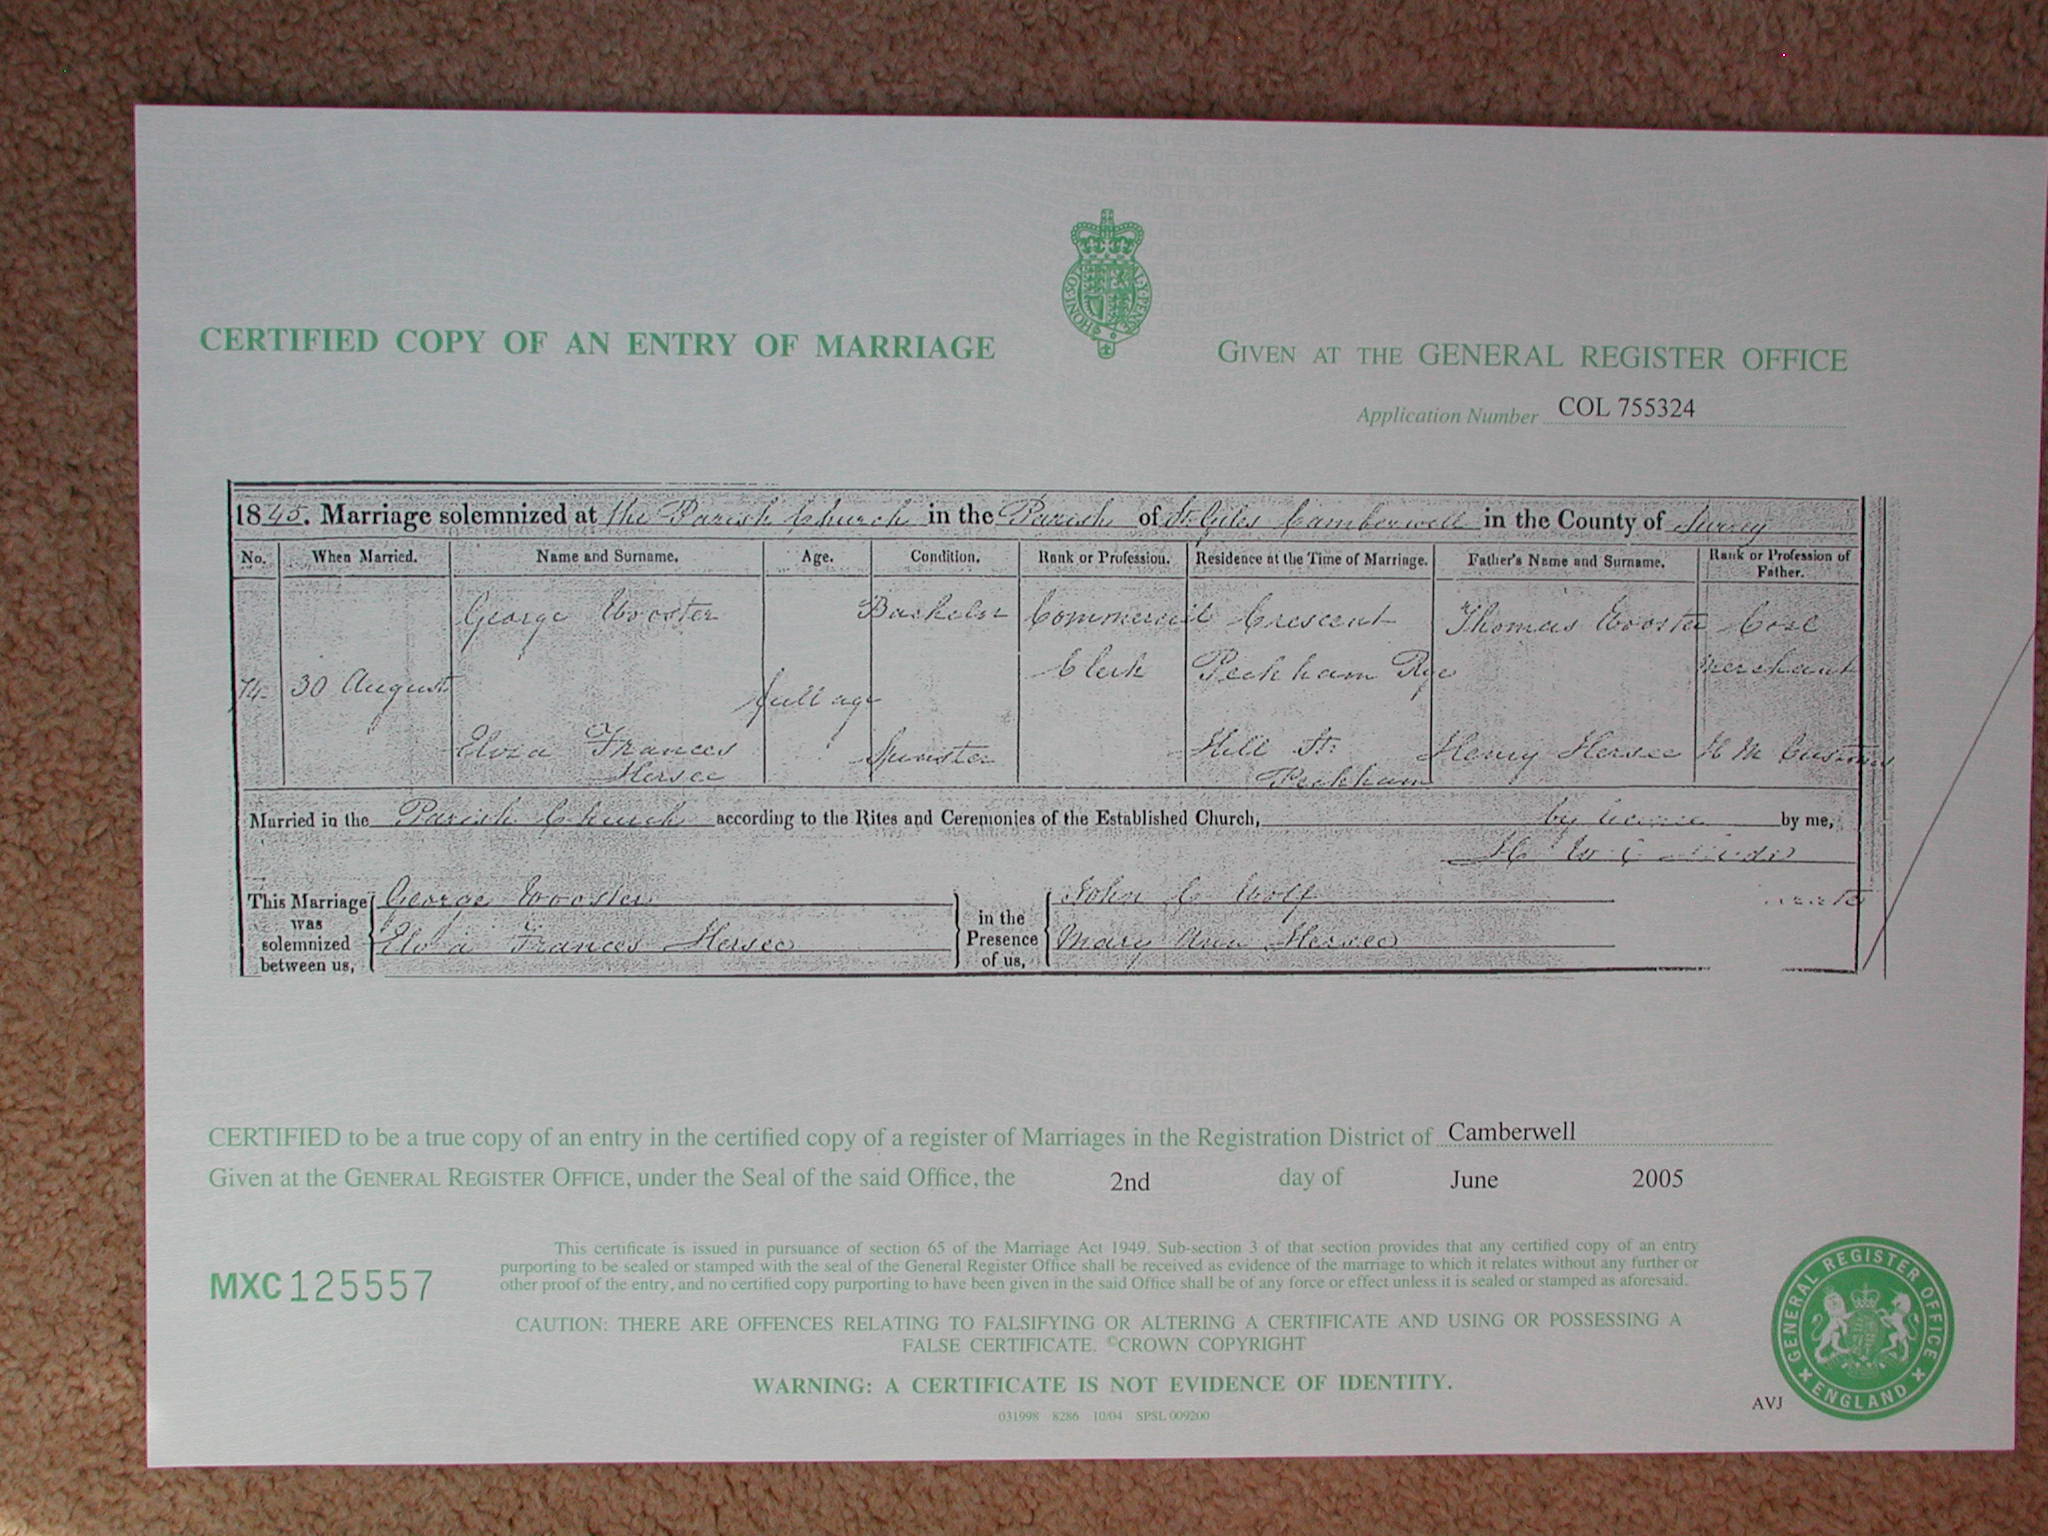 CERTIFIED COPY OF AN ENTRY OF MARRIAGE
GIVEN AT THE GENERAL REGISTER OFFICE
Application Number COL 755324
1845. Marriage solemnized at the Parish Church in the Parish of St. Giles Camberwell in the County of Surrey
No. When Married. Name and Surname. Age. Condition. Rank or Profession. Residence at the Time of Marriage. Father's Name and Surname. Rank or Profession of Father.
George Wooster Bachelor Commercial Crescent Thomas Wooster Coal
Clerk Peckham Rye Merchant
74 30 August full age
Elvza Frances Spinster Hill St: Henry Hersee H M Customs
Hersee Peckham
Married in the Parish Church according to the Rites and Ceremonies of the Established Church, by licence by me,
H W C
This Marriage was solemnized between us,
George Wooster
Frances Hersee
in the Presence of us,
John C Wolf
Mary Ann Hersee
CERTIFIED to be a true copy of an entry in the certified copy of a register of Marriages in the Registration District of Camberwell
Given at the GENERAL REGISTER OFFICE, under the Seal of the said Office, the 2nd day of June 2005
MXC 125557
This certificate is issued in pursuance of section 65 of the Marriage Act 1949. Sub-section 3 of that section provides that any certified copy of an entry
purporting to be sealed or stamped with the seal of the General Register Office shall be received as evidence of the marriage to which it relates without any further or
other proof of the entry, and no certified copy purporting to have been given in the said Office shall be of any force or effect unless it is sealed or stamped as aforesaid.
CAUTION: THERE ARE OFFENCES RELATING TO FALSIFYING OR ALTERING A CERTIFICATE AND USING OR POSSESSING A
FALSE CERTIFICATE. ©CROWN COPYRIGHT
WARNING: A CERTIFICATE IS NOT EVIDENCE OF IDENTITY.
031998 8286 10/04 SPSL 009200
AVJ
GENERAL REGISTER OFFICE
ENGLAND